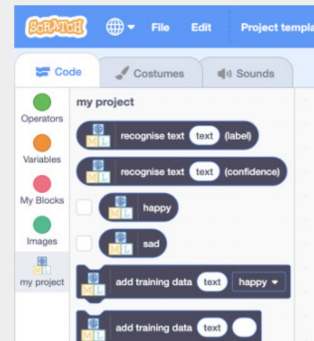 SCRATCH File Edit Project templa
Code Costumes Sounds
my project
Operators
Variables
My Blocks
Images
my project
recognise text text (label)
recognise text text (confidence)
happy
sad
add training data text happy
add training data text